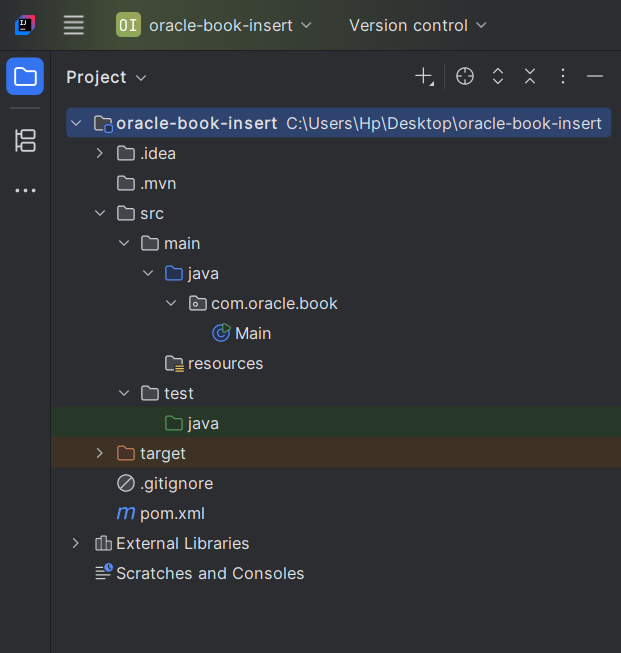 OI oracle-book-insert Version control
Project
oracle-book-insert C:\Users\Hp\Desktop\oracle-book-insert
.idea
.mvn
src
main
java
com.oracle.book
Main
resources
test
java
target
.gitignore
pom.xml
External Libraries
Scratches and Consoles